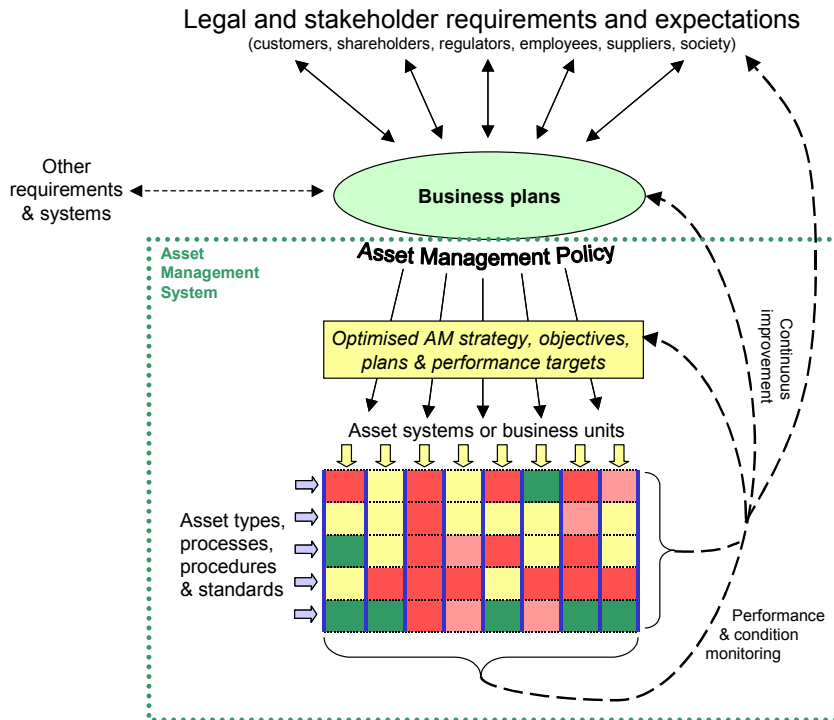 Legal and stakeholder requirements and expectations
(customers, shareholders, regulators, employees, suppliers, society)
Other
requirements
& systems
Business plans
Asset
Management
System
Asset Management Policy
Optimised AM strategy, objectives,
plans & performance targets
Continuous
improvement
Asset systems or business units
Asset types,
processes,
procedures
& standards
Performance
& condition
monitoring